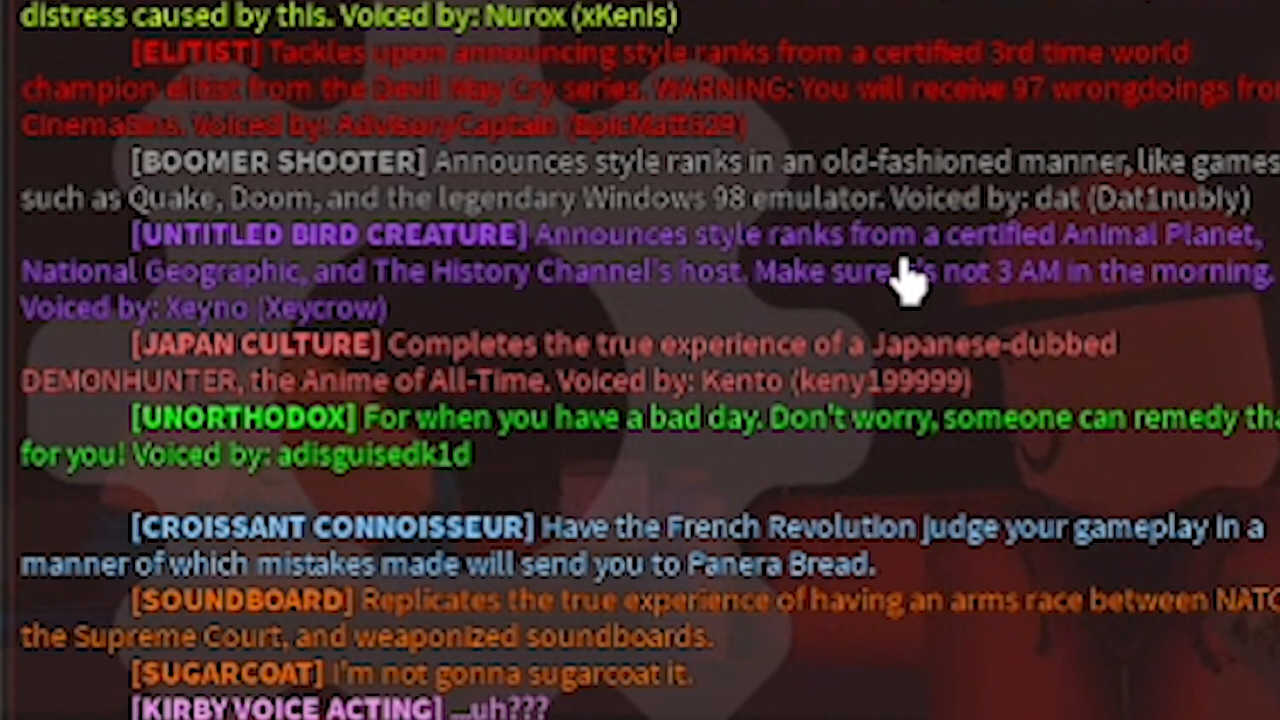 distress caused by this. Voiced by: Nurox (xKenis)
[ELITIST] Tackles upon announcing style ranks from a certified 3rd time world
champion elitist from the Devil May Cry series. WARNING: You will receive 97 wrongdoings from
CinemaSins. Voiced by: AdvisoryCaptain (EpicMatt529)
[BOOMER SHOOTER] Announces style ranks in an old-fashioned manner, like games
such as Quake, Doom, and the legendary Windows 98 emulator. Voiced by: dat (Dat1nubly)
[UNTITLED BIRD CREATURE] Announces style ranks from a certified Animal Planet,
National Geographic, and The History Channel's host. Make sure not 3 AM in the morning.
Voiced by: Xeyno (Xeycrow)
[JAPAN CULTURE] Completes the true experience of a Japanese-dubbed
DEMONHUNTER, the Anime of All-Time. Voiced by: Kento (keny199999)
[UNORTHODOX] For when you have a bad day. Don't worry, someone can remedy tha
for you! Voiced by: adisguisedk1d
[CROISSANT CONNOISSEUR] Have the French Revolution judge your gameplay in a
manner of which mistakes made will send you to Panera Bread.
[SOUNDBOARD] Replicates the true experience of having an arms race between NATO
the Supreme Court, and weaponized soundboards.
[SUGARCOAT] I'm not gonna sugarcoat it.
[KIRBY VOICE ACTING] ...uh???